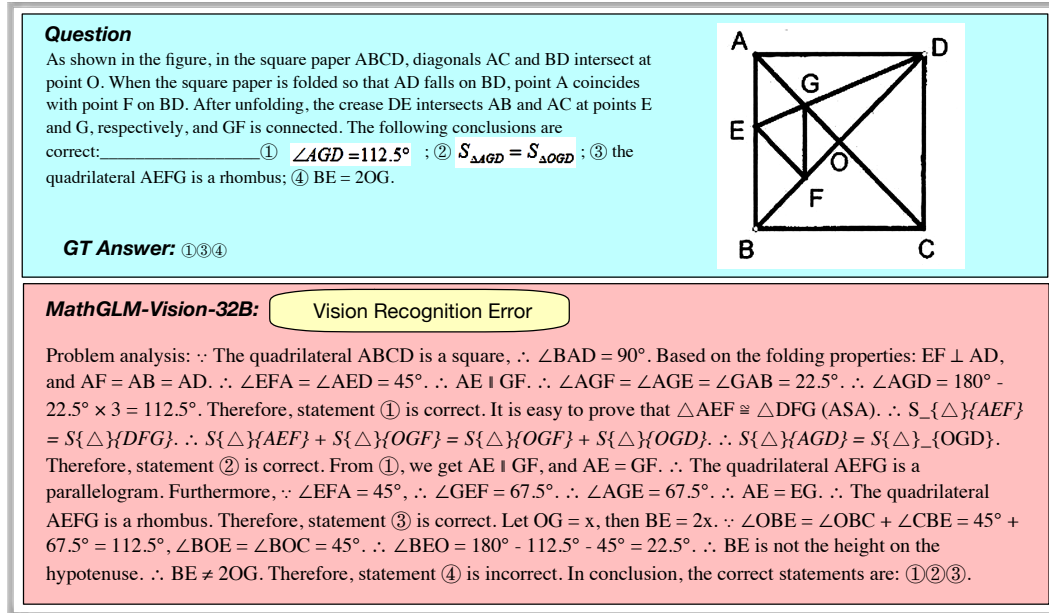 Question
As shown in the figure, in the square paper ABCD, diagonals AC and BD intersect at
point O. When the square paper is folded so that AD falls on BD, point A coincides
with point F on BD. After unfolding, the crease DE intersects AB and AC at points E
and G, respectively, and GF is connected. The following conclusions are
correct:___________________① ∠AGD=112.5° ; ② S△AGD = S△OGD ; ③ the
quadrilateral AEFG is a rhombus; ④ BE = 2OG.
GT Answer: ①③④
A
D
G
E
O
F
B
C
MathGLM-Vision-32B:
Vision Recognition Error
Problem analysis: ∵ The quadrilateral ABCD is a square, ∴ ∠BAD = 90°. Based on the folding properties: EF ⊥ AD,
and AF = AB = AD. ∴ ∠EFA = ∠AED = 45°. ∴ AE ∥ GF. ∴ ∠AGF = ∠AGE = ∠GAB = 22.5°. ∴ ∠AGD = 180° -
22.5° × 3 = 112.5°. Therefore, statement ① is correct. It is easy to prove that △AEF ≅ △DFG (ASA). ∴ S_{△}{AEF}
= S{△}{DFG}. ∴ S{△}{AEF} + S{△}{OGF} = S{△}{OGF} + S{△}{OGD}. ∴ S{△}{AGD} = S{△}_{OGD}.
Therefore, statement ② is correct. From ①, we get AE ∥ GF, and AE = GF. ∴ The quadrilateral AEFG is a
parallelogram. Furthermore, ∵ ∠EFA = 45°, ∴ ∠GEF = 67.5°. ∴ ∠AGE = 67.5°. ∴ AE = EG. ∴ The quadrilateral
AEFG is a rhombus. Therefore, statement ③ is correct. Let OG = x, then BE = 2x. ∵ ∠OBE = ∠OBC + ∠CBE = 45° +
67.5° = 112.5°, ∠BOE = ∠BOC = 45°. ∴ ∠BEO = 180° - 112.5° - 45° = 22.5°. ∴ BE is not the height on the
hypotenuse. ∴ BE ≠ 2OG. Therefore, statement ④ is incorrect. In conclusion, the correct statements are: ①②③.